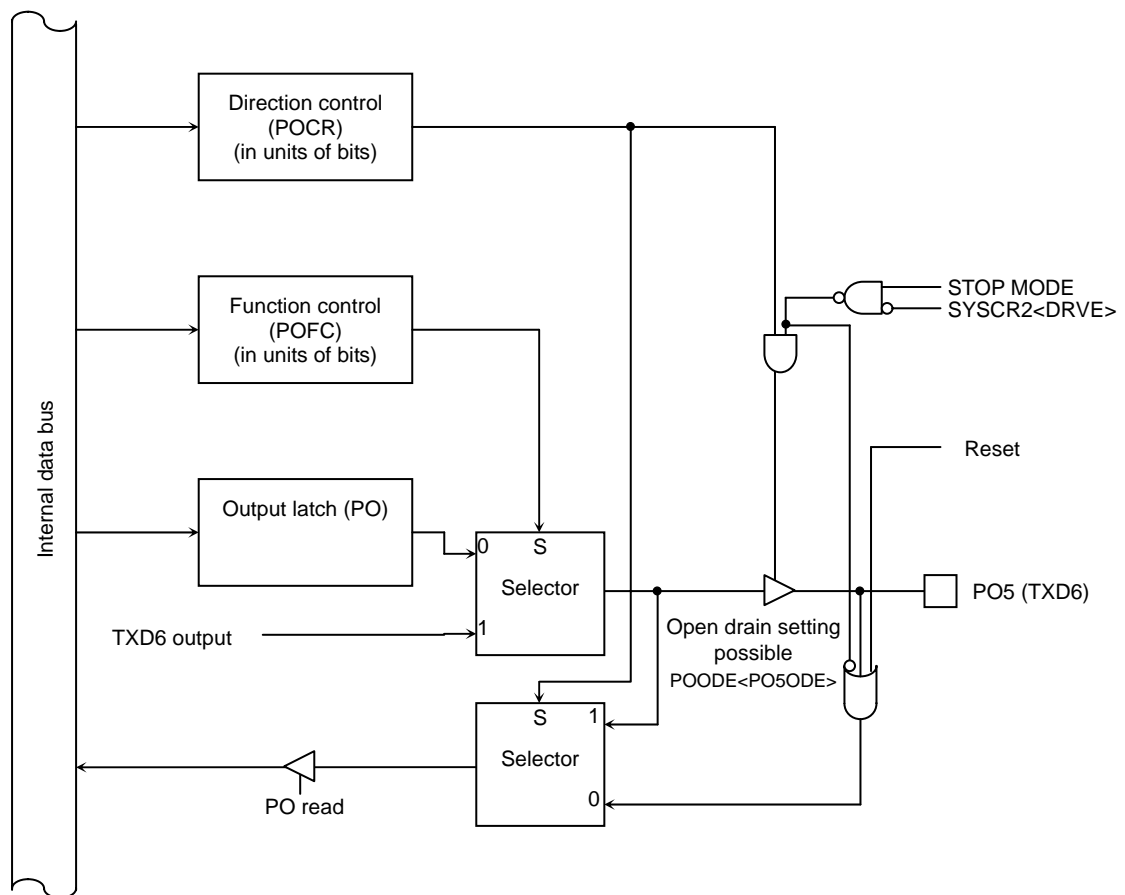 Direction control
(POCR)
(in units of bits)
STOP MODE
SYSCR2<DRVE>
Function control
(POFC)
(in units of bits)
Reset
Internal data bus
Output latch (PO)
0
S
Selector
1
TXD6 output
PO5 (TXD6)
Open drain setting
possible
POODE<PO5ODE>
S
1
Selector
0
PO read